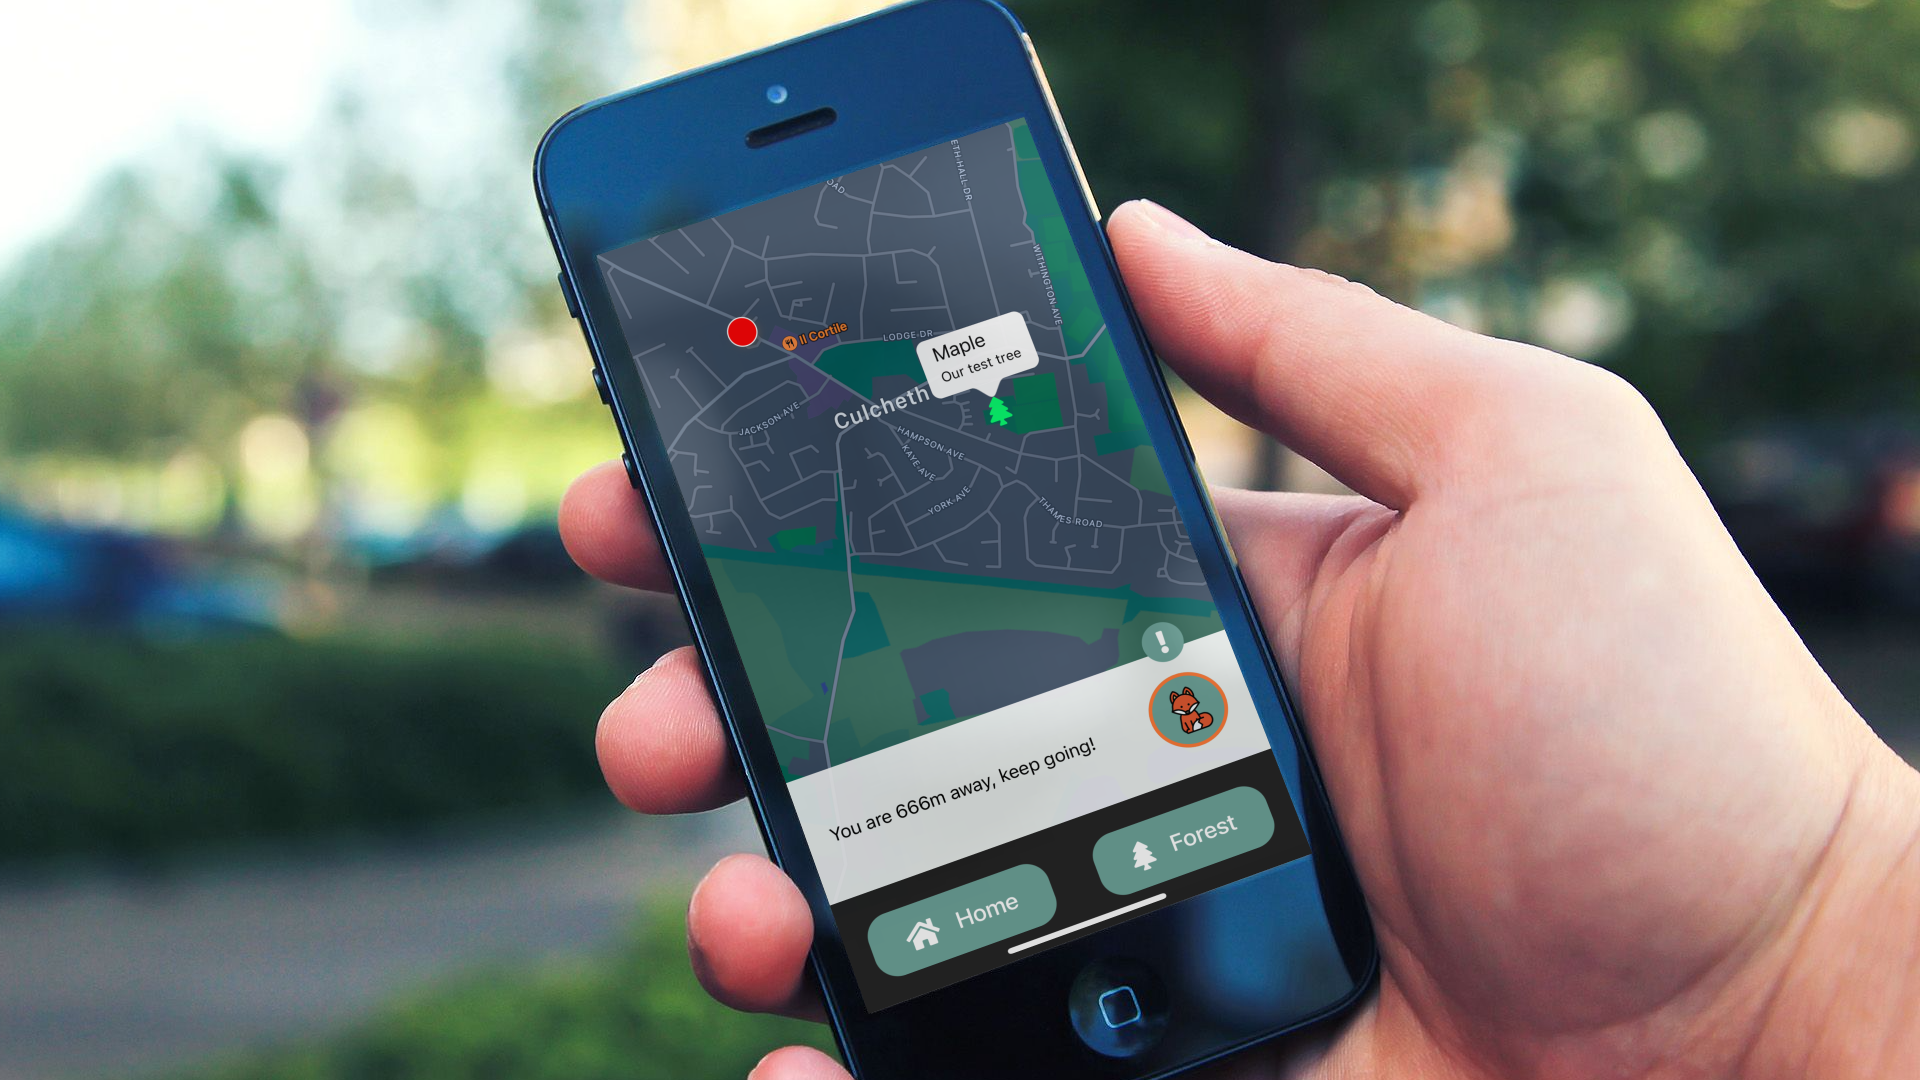 OAD
ETH-HALL-DR
WITHINGTON-AVE
Il Cortile
LODGE-DR
Maple
Our test tree
Culcheth
JACKSON-AVE
HAMPSON-AVE
KAYE-AVE
YORK-AVE
THAMES ROAD
!
You are 666m away, keep going!
Home
Forest